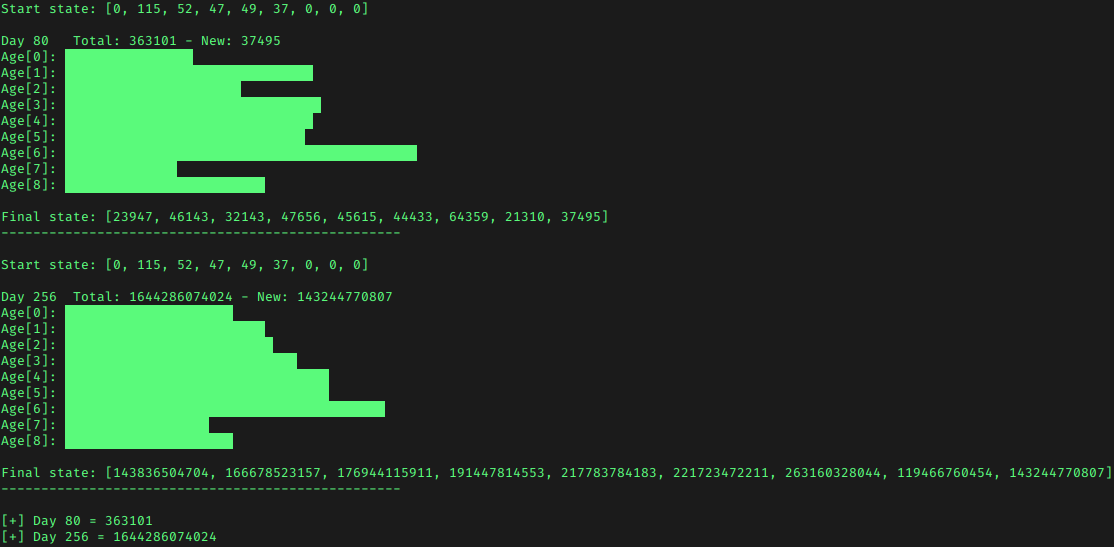 Start state: [0, 115, 52, 47, 49, 37, 0, 0, 0]
Day 80   Total: 363101 - New: 37495
Age[0]:
Age[1]:
Age[2]:
Age[3]:
Age[4]:
Age[5]:
Age[6]:
Age[7]:
Age[8]:
Final state: [23947, 46143, 32143, 47656, 45615, 44433, 64359, 21310, 37495]
--------------------------------------------------
Start state: [0, 115, 52, 47, 49, 37, 0, 0, 0]
Day 256  Total: 1644286074024 - New: 143244770807
Age[0]:
Age[1]:
Age[2]:
Age[3]:
Age[4]:
Age[5]:
Age[6]:
Age[7]:
Age[8]:
Final state: [143836504704, 166678523157, 176944115911, 191447814553, 217783784183, 221723472211, 263160328044, 119466760454, 143244770807]
--------------------------------------------------
[+] Day 80 = 363101
[+] Day 256 = 1644286074024